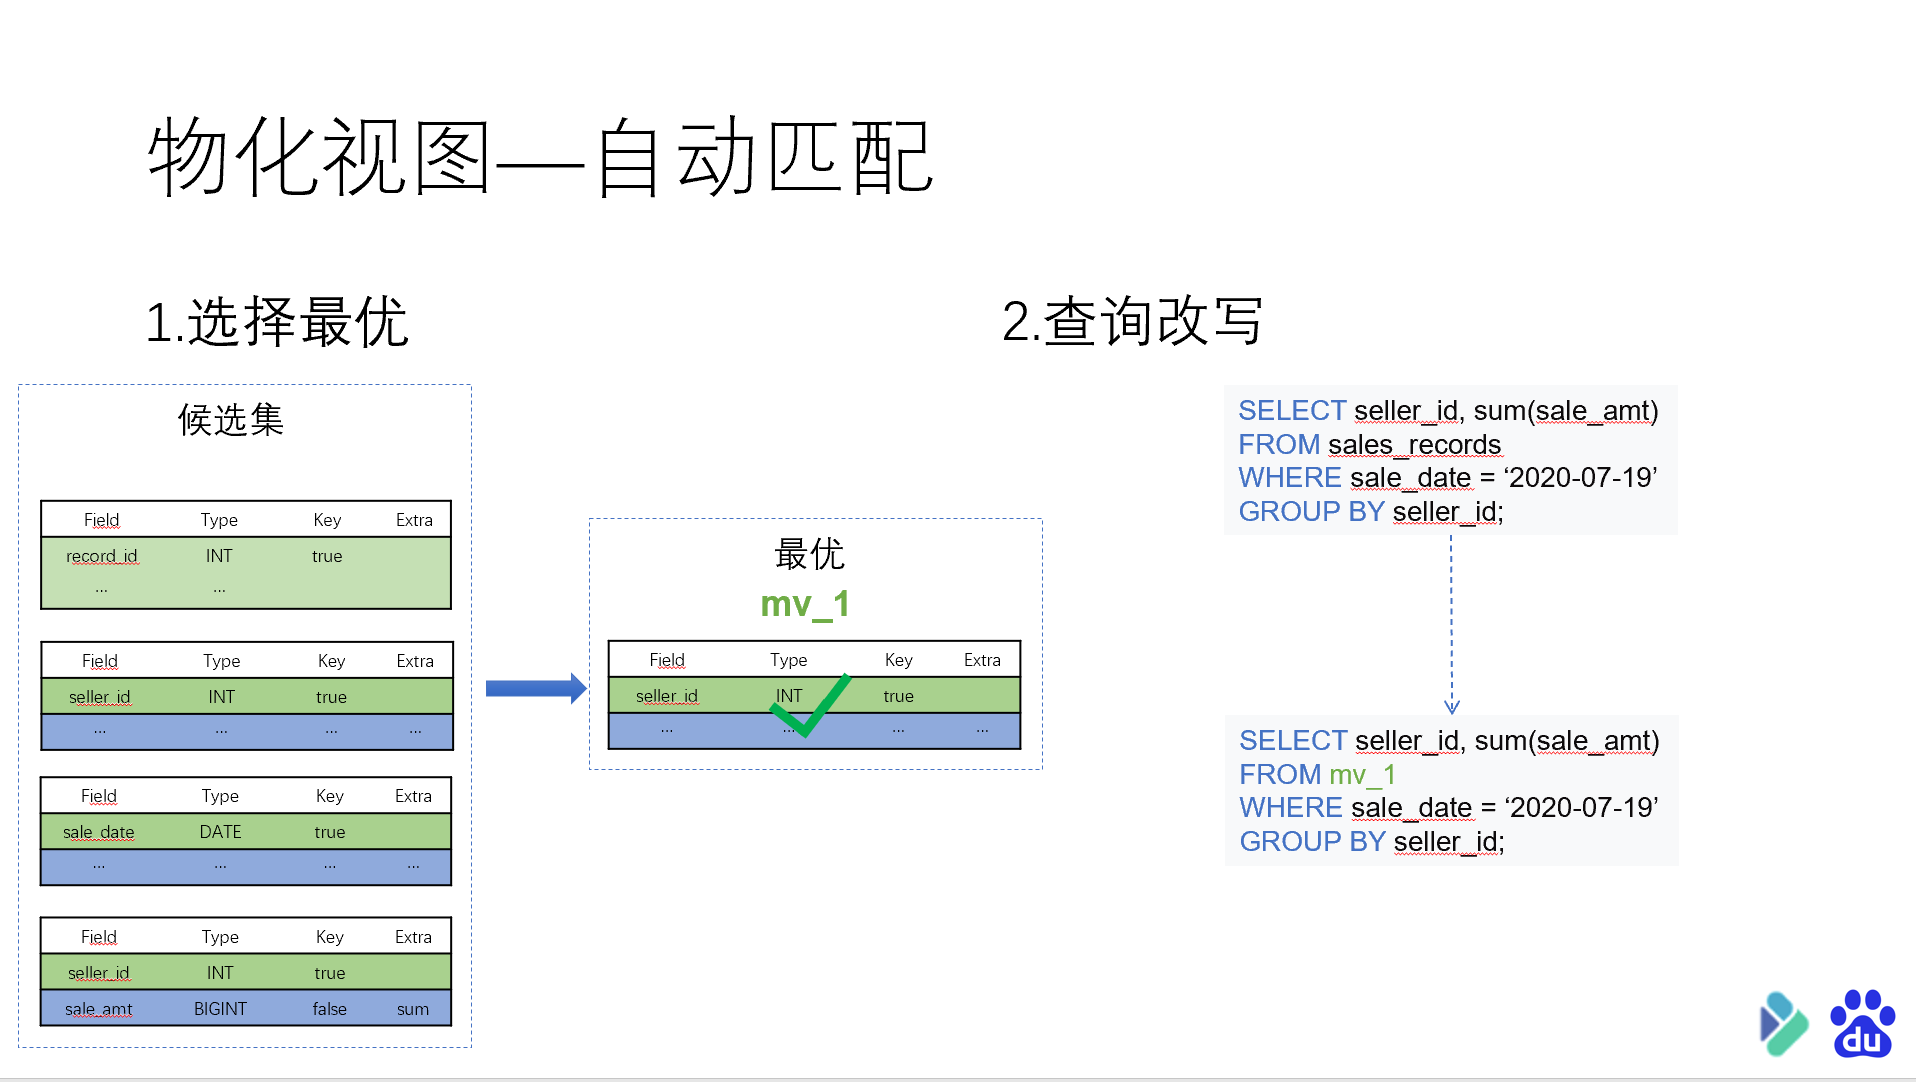 物化视图—自动匹配
1.选择最优
候选集
Field Type Key Extra
record_id INT true
... ...
Field Type Key Extra
seller_id INT true
... ... ... ...
Field Type Key Extra
sale_date DATE true
... ... ... ...
Field Type Key Extra
seller_id INT true
sale_amt BIGINT false sum
最优
mv_1
Field Type Key Extra
seller_id INT true
... ... ... ...
2.查询改写
SELECT seller_id, sum(sale_amt)
FROM sales_records
WHERE sale_date = ‘2020-07-19’
GROUP BY seller_id;
SELECT seller_id, sum(sale_amt)
FROM mv_1
WHERE sale_date = ‘2020-07-19’
GROUP BY seller_id;
du